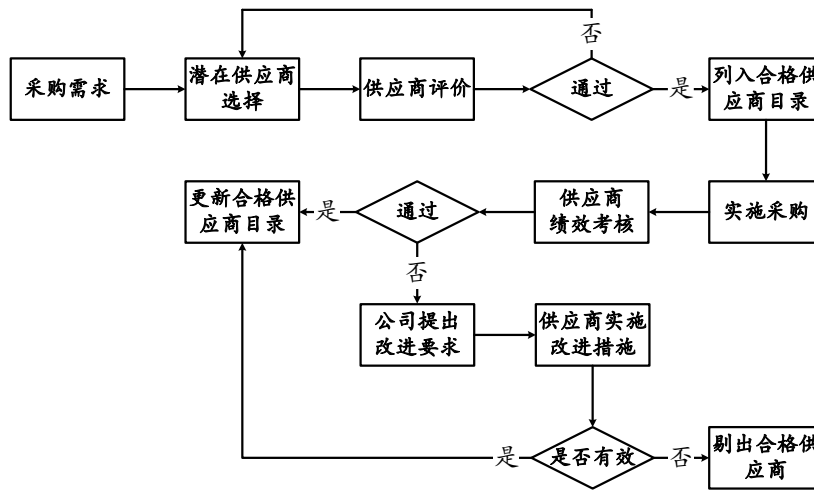 否
采购需求
潜在供应商
选择
供应商评价
通过
是
列入合格供
应商目录
更新合格供
应商目录
是
通过
供应商
绩效考核
实施采购
否
公司提出
改进要求
供应商实施
改进措施
是
是否有效
否
剔出合格供
应商